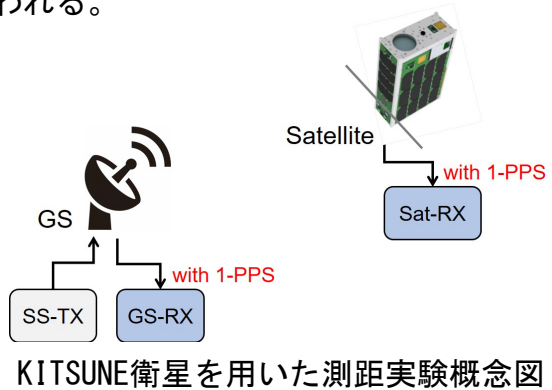 われる。
Satellite
with 1-PPS
Sat-RX
GS
with 1-PPS
SS-TX
GS-RX
KITSUNE衛星を用いた測距実験概念図